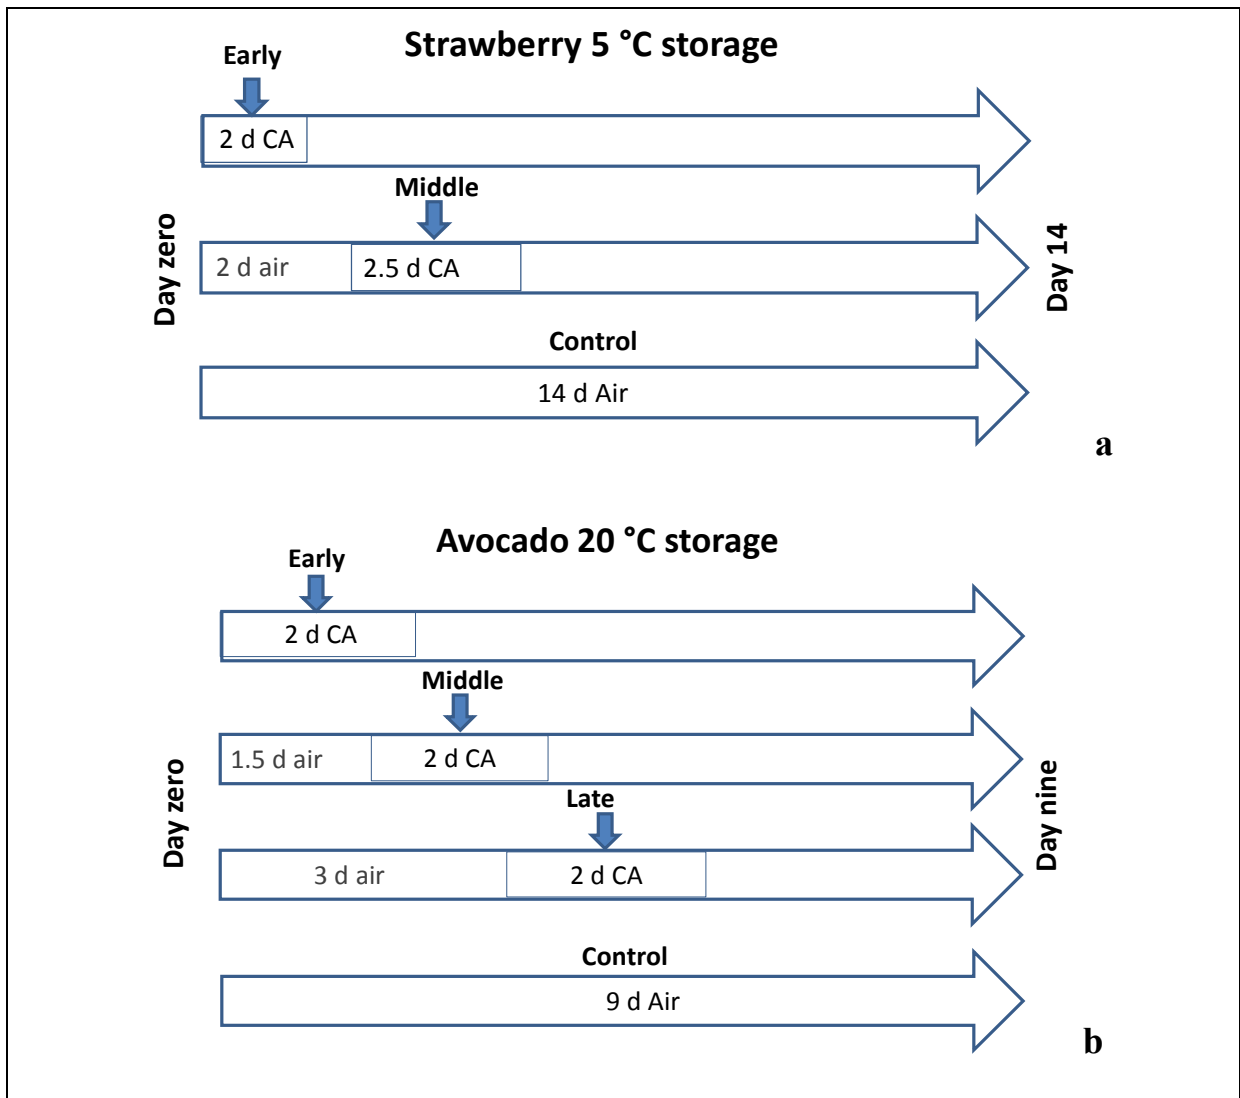 Strawberry 5 °C storage
Early
2 d CA
Middle
Day zero
2 d air
2.5 d CA
Day 14
Control
14 d Air
a
Avocado 20 °C storage
Early
2 d CA
Middle
1.5 d air
2 d CA
Day zero
Late
Day nine
3 d air
2 d CA
Control
9 d Air
b